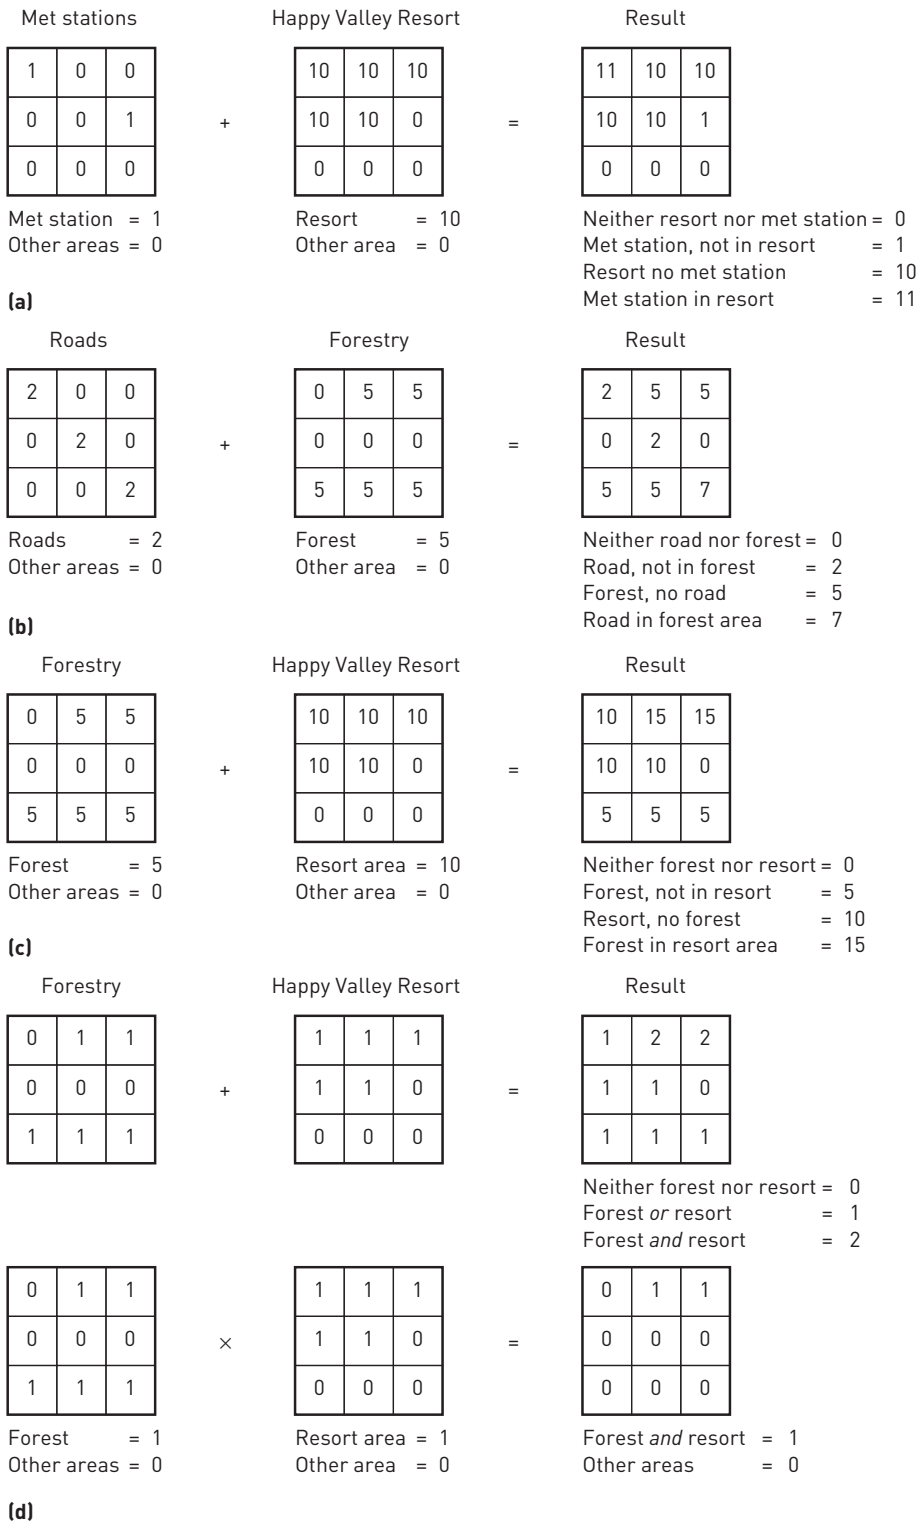 Met stations Happy Valley Resort Result
1 0 0 10 10 10 11 10 10
0 0 1 + 10 10 0 = 10 10 1
0 0 0 0 0 0 0 0 0
Met station = 1 Resort = 10 Neither resort nor met station = 0
Other areas = 0 Other area = 0 Met station, not in resort = 1
Resort no met station = 10
(a) Met station in resort = 11
Roads Forestry Result
2 0 0 0 5 5 2 5 5
0 2 0 + 0 0 0 = 0 2 0
0 0 2 5 5 5 5 5 7
Roads = 2 Forest = 5 Neither road nor forest = 0
Other areas = 0 Other area = 0 Road, not in forest = 2
Forest, no road = 5
(b) Road in forest area = 7
Forestry Happy Valley Resort Result
0 5 5 10 10 10 10 15 15
0 0 0 + 10 10 0 = 10 10 0
5 5 5 0 0 0 5 5 5
Forest = 5 Resort area = 10 Neither forest nor resort = 0
Other areas = 0 Other area = 0 Forest, not in resort = 5
Resort, no forest = 10
(c) Forest in resort area = 15
Forestry Happy Valley Resort Result
0 1 1 1 1 1 1 2 2
0 0 0 + 1 1 0 = 1 1 0
1 1 1 0 0 0 1 1 1
Neither forest nor resort = 0
Forest or resort = 1
Forest and resort = 2
0 1 1 1 1 1 0 1 1
0 0 0 × 1 1 0 = 0 0 0
1 1 1 0 0 0 0 0 0
Forest = 1 Resort area = 1 Forest and resort = 1
Other areas = 0 Other area = 0 Other areas = 0
(d)